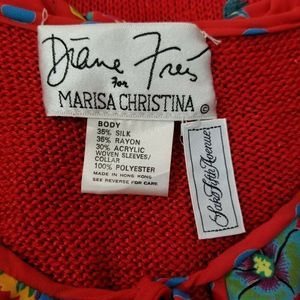 Diane Frés
for
MARISA CHRISTINA ©
BODY
35% SILK
35% RAYON
30% ACRYLIC
WOVEN SLEEVES/
COLLAR
100% POLYESTER
MADE IN HONG KONG
SEE REVERSE FOR CARE
Saks Fifth Avenue